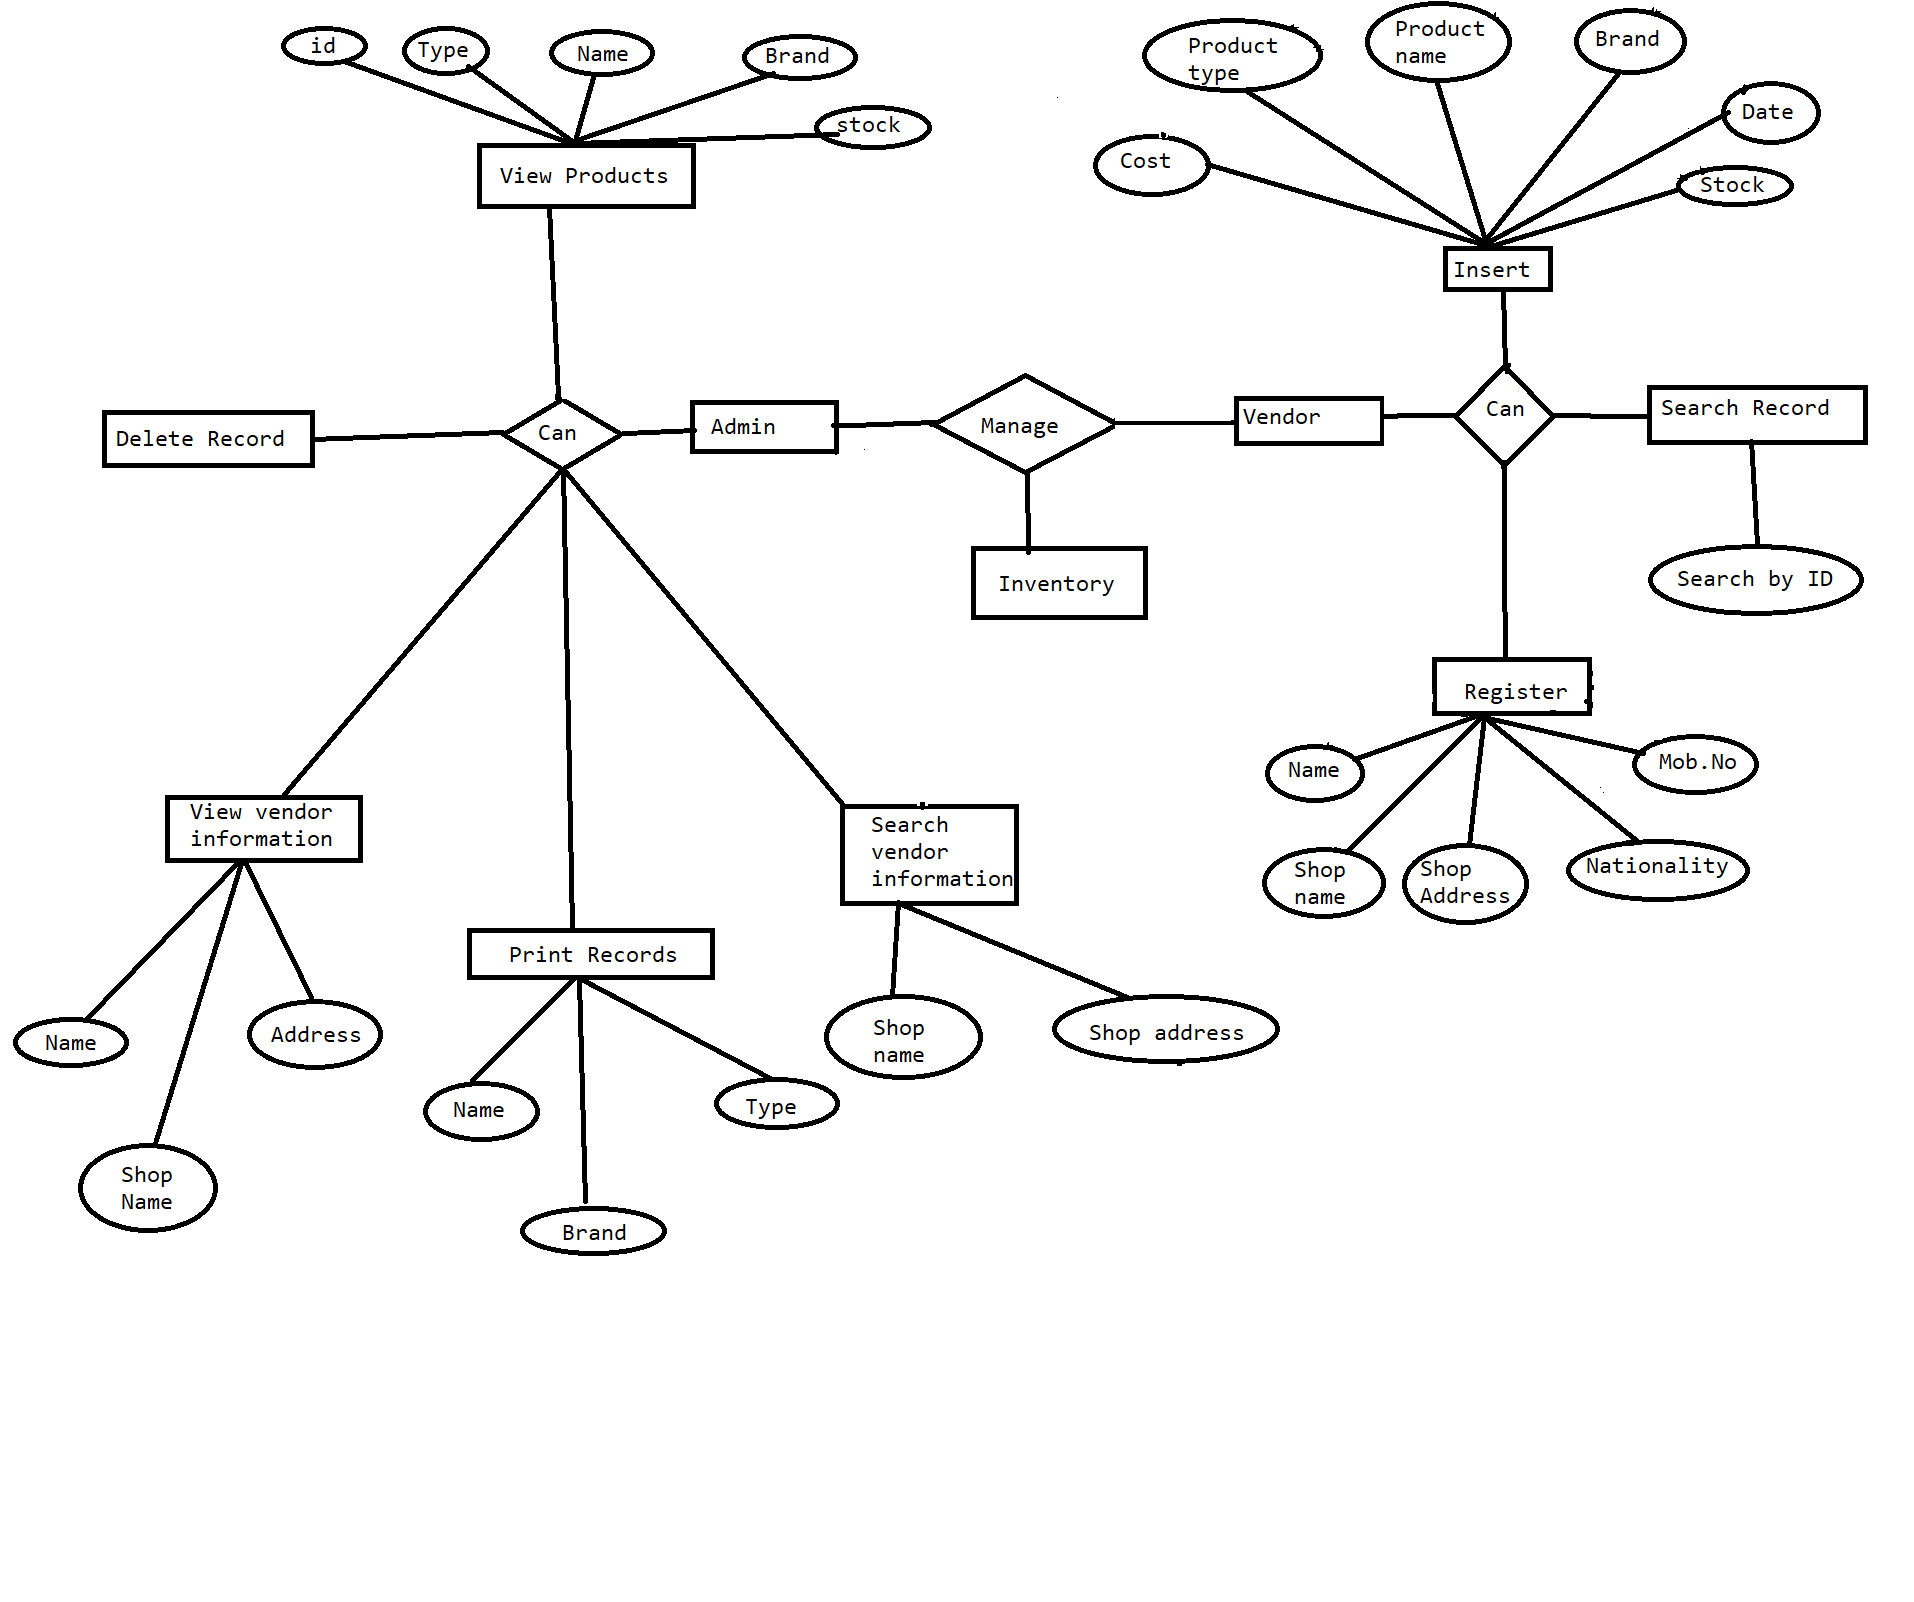 id
Type
Name
Brand
stock
View Products
Product
type
Product
name
Brand
Date
Cost
Stock
Insert
Delete Record
Can
Admin
Manage
Vendor
Can
Search Record
Inventory
Search by ID
Register
Name
Mob.No
Shop
name
Shop
Address
Nationality
View vendor
information
Search
vendor
information
Print Records
Name
Address
Shop
name
Shop address
Name
Type
Shop
Name
Brand